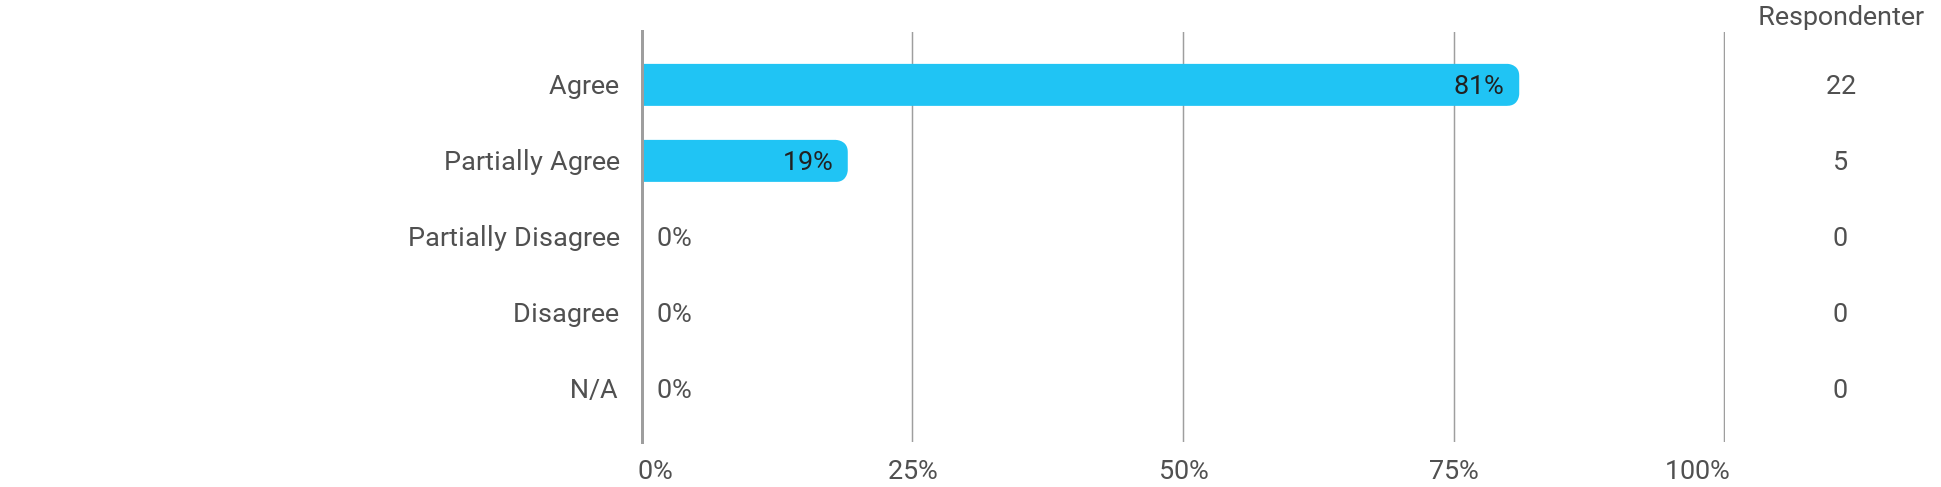 Respondenter
Agree 81% 22
Partially Agree 19% 5
Partially Disagree 0% 0
Disagree 0% 0
N/A 0% 0
0% 25% 50% 75% 100%